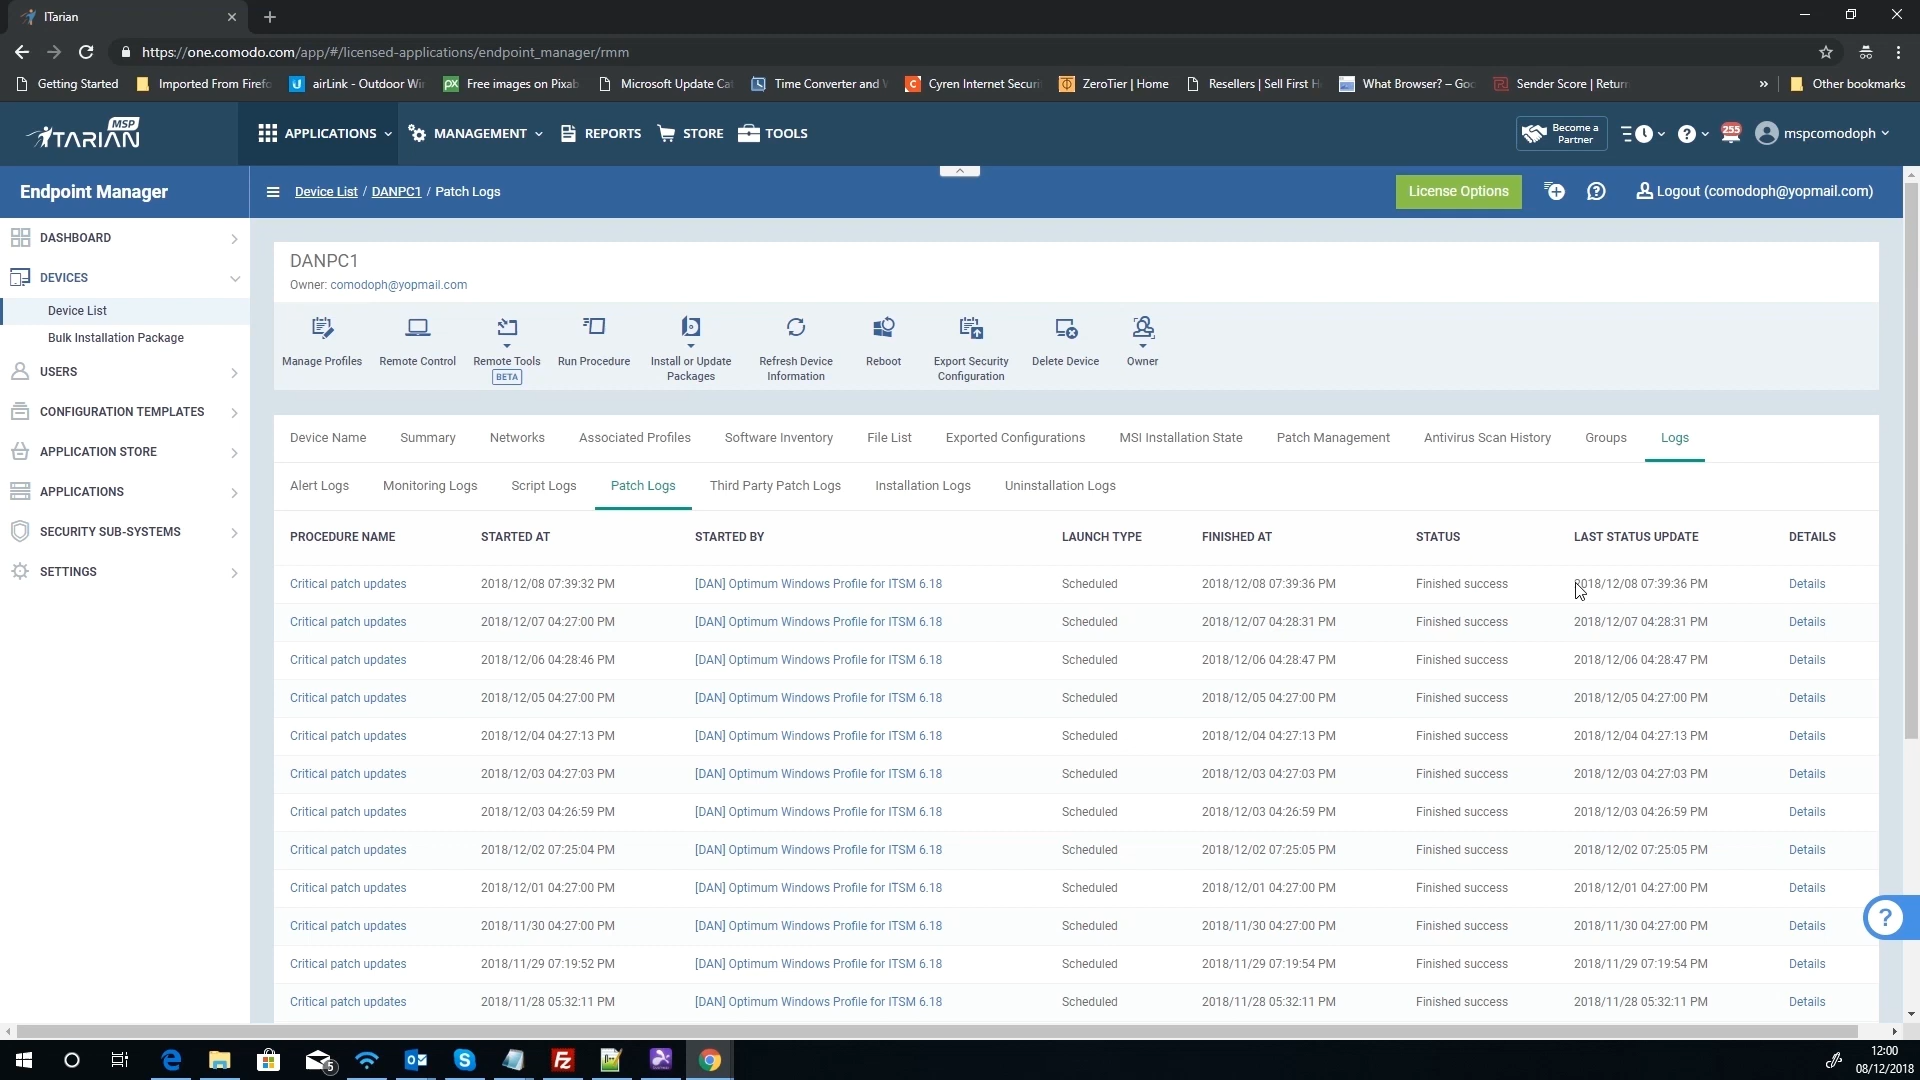 ITarian
https://one.comodo.com/app/#/licensed-applications/endpoint_manager/rmm
Getting Started Imported From Firefo airLink - Outdoor Wir Free images on Pixab Microsoft Update Cat Time Converter and W Cyren Internet Securi ZeroTier | Home Resellers | Sell First H What Browser? – Goo Sender Score | Return » Other bookmarks
ITARIAN MSP APPLICATIONS MANAGEMENT REPORTS STORE TOOLS Become a Partner 255 mspcomodoph
Endpoint Manager Device List / DANPC1 / Patch Logs License Options Logout (comodoph@yopmail.com)
DASHBOARD
DEVICES
Device List
Bulk Installation Package
USERS
CONFIGURATION TEMPLATES
APPLICATION STORE
APPLICATIONS
SECURITY SUB-SYSTEMS
SETTINGS
DANPC1
Owner: comodoph@yopmail.com
Manage Profiles Remote Control Remote Tools BETA Run Procedure Install or Update Packages Refresh Device Information Reboot Export Security Configuration Delete Device Owner
Device Name Summary Networks Associated Profiles Software Inventory File List Exported Configurations MSI Installation State Patch Management Antivirus Scan History Groups Logs
Alert Logs Monitoring Logs Script Logs Patch Logs Third Party Patch Logs Installation Logs Uninstallation Logs
PROCEDURE NAME STARTED AT STARTED BY LAUNCH TYPE FINISHED AT STATUS LAST STATUS UPDATE DETAILS
Critical patch updates 2018/12/08 07:39:32 PM [DAN] Optimum Windows Profile for ITSM 6.18 Scheduled 2018/12/08 07:39:36 PM Finished success 2018/12/08 07:39:36 PM Details
Critical patch updates 2018/12/07 04:27:00 PM [DAN] Optimum Windows Profile for ITSM 6.18 Scheduled 2018/12/07 04:28:31 PM Finished success 2018/12/07 04:28:31 PM Details
Critical patch updates 2018/12/06 04:28:46 PM [DAN] Optimum Windows Profile for ITSM 6.18 Scheduled 2018/12/06 04:28:47 PM Finished success 2018/12/06 04:28:47 PM Details
Critical patch updates 2018/12/05 04:27:00 PM [DAN] Optimum Windows Profile for ITSM 6.18 Scheduled 2018/12/05 04:27:00 PM Finished success 2018/12/05 04:27:00 PM Details
Critical patch updates 2018/12/04 04:27:13 PM [DAN] Optimum Windows Profile for ITSM 6.18 Scheduled 2018/12/04 04:27:13 PM Finished success 2018/12/04 04:27:13 PM Details
Critical patch updates 2018/12/03 04:27:03 PM [DAN] Optimum Windows Profile for ITSM 6.18 Scheduled 2018/12/03 04:27:03 PM Finished success 2018/12/03 04:27:03 PM Details
Critical patch updates 2018/12/03 04:26:59 PM [DAN] Optimum Windows Profile for ITSM 6.18 Scheduled 2018/12/03 04:26:59 PM Finished success 2018/12/03 04:26:59 PM Details
Critical patch updates 2018/12/02 07:25:04 PM [DAN] Optimum Windows Profile for ITSM 6.18 Scheduled 2018/12/02 07:25:05 PM Finished success 2018/12/02 07:25:05 PM Details
Critical patch updates 2018/12/01 04:27:00 PM [DAN] Optimum Windows Profile for ITSM 6.18 Scheduled 2018/12/01 04:27:00 PM Finished success 2018/12/01 04:27:00 PM Details
Critical patch updates 2018/11/30 04:27:00 PM [DAN] Optimum Windows Profile for ITSM 6.18 Scheduled 2018/11/30 04:27:00 PM Finished success 2018/11/30 04:27:00 PM Details
Critical patch updates 2018/11/29 07:19:52 PM [DAN] Optimum Windows Profile for ITSM 6.18 Scheduled 2018/11/29 07:19:54 PM Finished success 2018/11/29 07:19:54 PM Details
Critical patch updates 2018/11/28 05:32:11 PM [DAN] Optimum Windows Profile for ITSM 6.18 Scheduled 2018/11/28 05:32:11 PM Finished success 2018/11/28 05:32:11 PM Details
5
12:00
08/12/2018